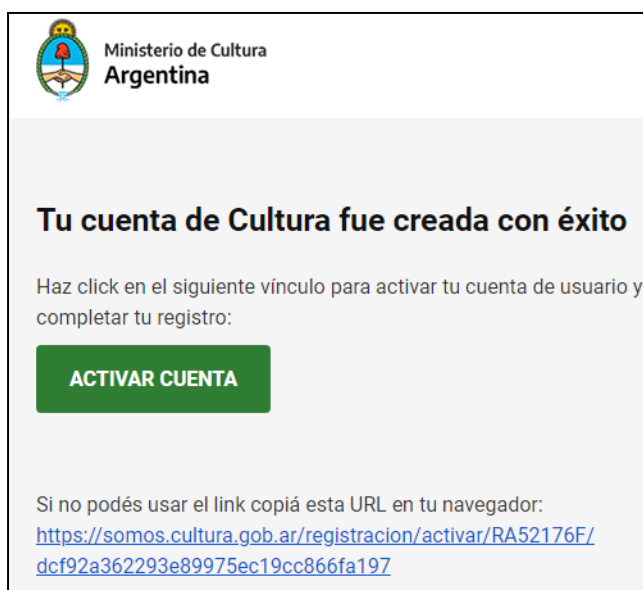 Ministerio de Cultura
Argentina
Tu cuenta de Cultura fue creada con éxito
Haz click en el siguiente vínculo para activar tu cuenta de usuario y
completar tu registro:
ACTIVAR CUENTA
Si no podés usar el link copiá esta URL en tu navegador:
https://somos.cultura.gob.ar/registracion/activar/RA52176F/
dcf92a362293e89975ec19cc866fa197